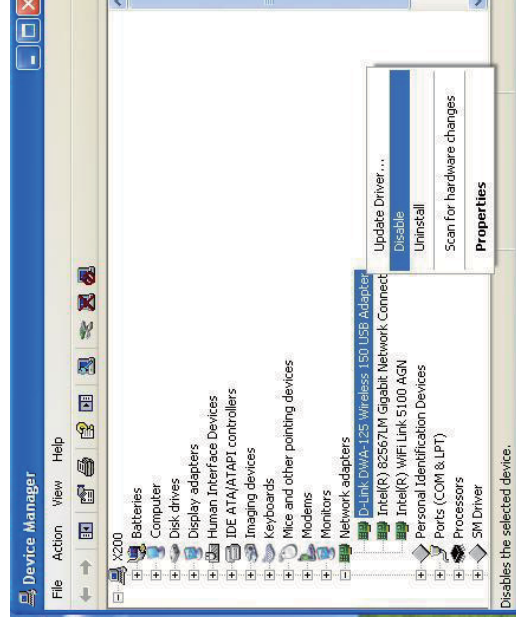 Device Manager
File Action View Help
X200
Batteries
Computer
Disk drives
Display adapters
Human Interface Devices
IDE ATA/ATAPI controllers
Imaging devices
Keyboards
Mice and other pointing devices
Modems
Monitors
Network adapters
D-Link DWA-125 Wireless 150 USB Adapter
Intel(R) 82567LM Gigabit Network Connect
Intel(R) WiFi Link 5100 AGN
Personal Identification Devices
Ports (COM & LPT)
Processors
SM Driver
Update Driver...
Disable
Uninstall
Scan for hardware changes
Properties
Disables the selected device.